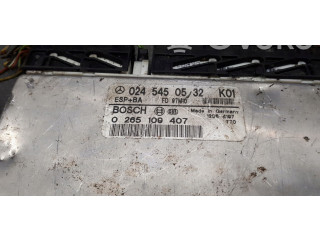 024 545 05 32 K01
ESP+BA
BOSCH
Made in Germany
0 265 109 407